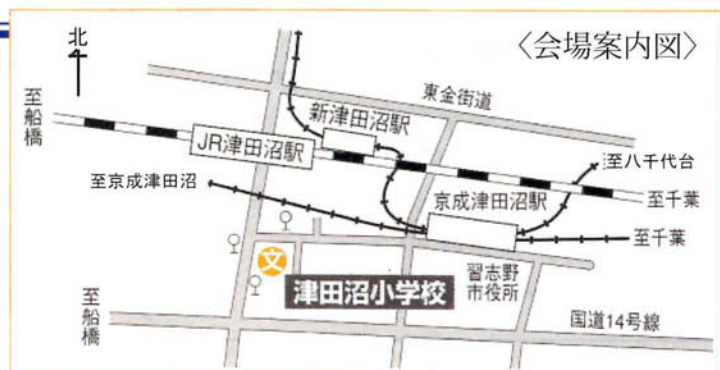 〈会場案内図〉
北
東金街道
至船橋
新津田沼駅
JR津田沼駅
至八千代台
至京成津田沼
京成津田沼駅
至千葉
至千葉
文
津田沼小学校
習志野
市役所
至船橋
国道14号線